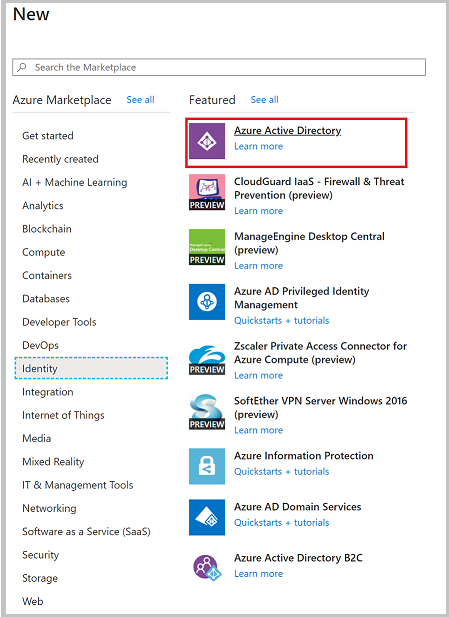 New
Search the Marketplace
Azure Marketplace See all
Get started
Recently created
AI + Machine Learning
Analytics
Blockchain
Compute
Containers
Databases
Developer Tools
DevOps
Identity
Integration
Internet of Things
Media
Mixed Reality
IT & Management Tools
Networking
Software as a Service (SaaS)
Security
Storage
Web
Featured See all
Azure Active Directory
Learn more
PREVIEW
CloudGuard IaaS - Firewall & Threat
Prevention (preview)
Learn more
ManageEngine
Desktop Central
PREVIEW
ManageEngine Desktop Central
(preview)
Learn more
Azure AD Privileged Identity
Management
Quickstarts + tutorials
PREVIEW
Zscaler Private Access Connector for
Azure Compute (preview)
Learn more
PREVIEW
SoftEther VPN Server Windows 2016
(preview)
Learn more
Azure Information Protection
Quickstarts + tutorials
Azure AD Domain Services
Quickstarts + tutorials
Azure Active Directory B2C
Learn more